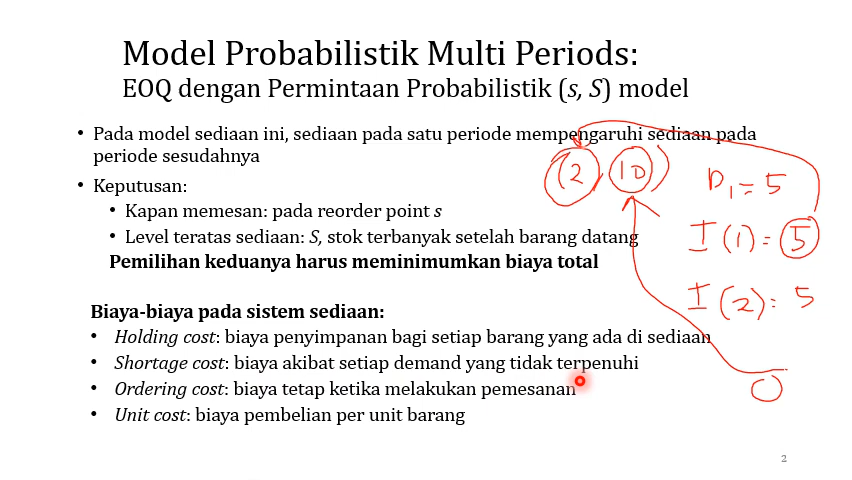 Model Probabilistik Multi Periods:
EOQ dengan Permintaan Probabilistik (s, S) model
• Pada model sediaan ini, sediaan pada satu periode mempengaruhi sediaan pada
periode sesudahnya
• Keputusan:
• Kapan memesan: pada reorder point s
• Level teratas sediaan: S, stok terbanyak setelah barang datang
Pemilihan keduanya harus meminimumkan biaya total
(2, 10)
D₁ = 5
I(1) = 5
I(2) = 5
0
Biaya-biaya pada sistem sediaan:
• Holding cost: biaya penyimpanan bagi setiap barang yang ada di sediaan
• Shortage cost: biaya akibat setiap demand yang tidak terpenuhi
• Ordering cost: biaya tetap ketika melakukan pemesanan
• Unit cost: biaya pembelian per unit barang
2